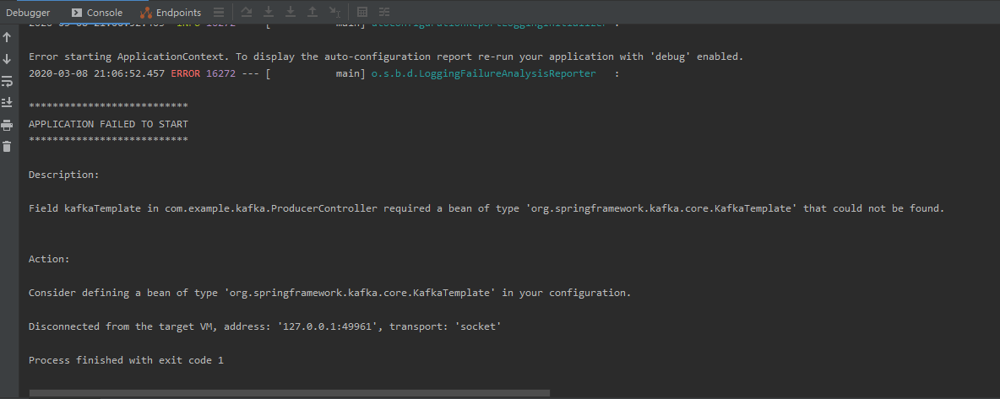 Debugger Console Endpoints
Error starting ApplicationContext. To display the auto-configuration report re-run your application with 'debug' enabled.
2020-03-08 21:06:52.457 ERROR 16272 --- [           main] o.s.b.d.LoggingFailureAnalysisReporter   :
***************************
APPLICATION FAILED TO START
***************************
Description:
Field kafkaTemplate in com.example.kafka.ProducerController required a bean of type 'org.springframework.kafka.core.KafkaTemplate' that could not be found.
Action:
Consider defining a bean of type 'org.springframework.kafka.core.KafkaTemplate' in your configuration.
Disconnected from the target VM, address: '127.0.0.1:49961', transport: 'socket'
Process finished with exit code 1